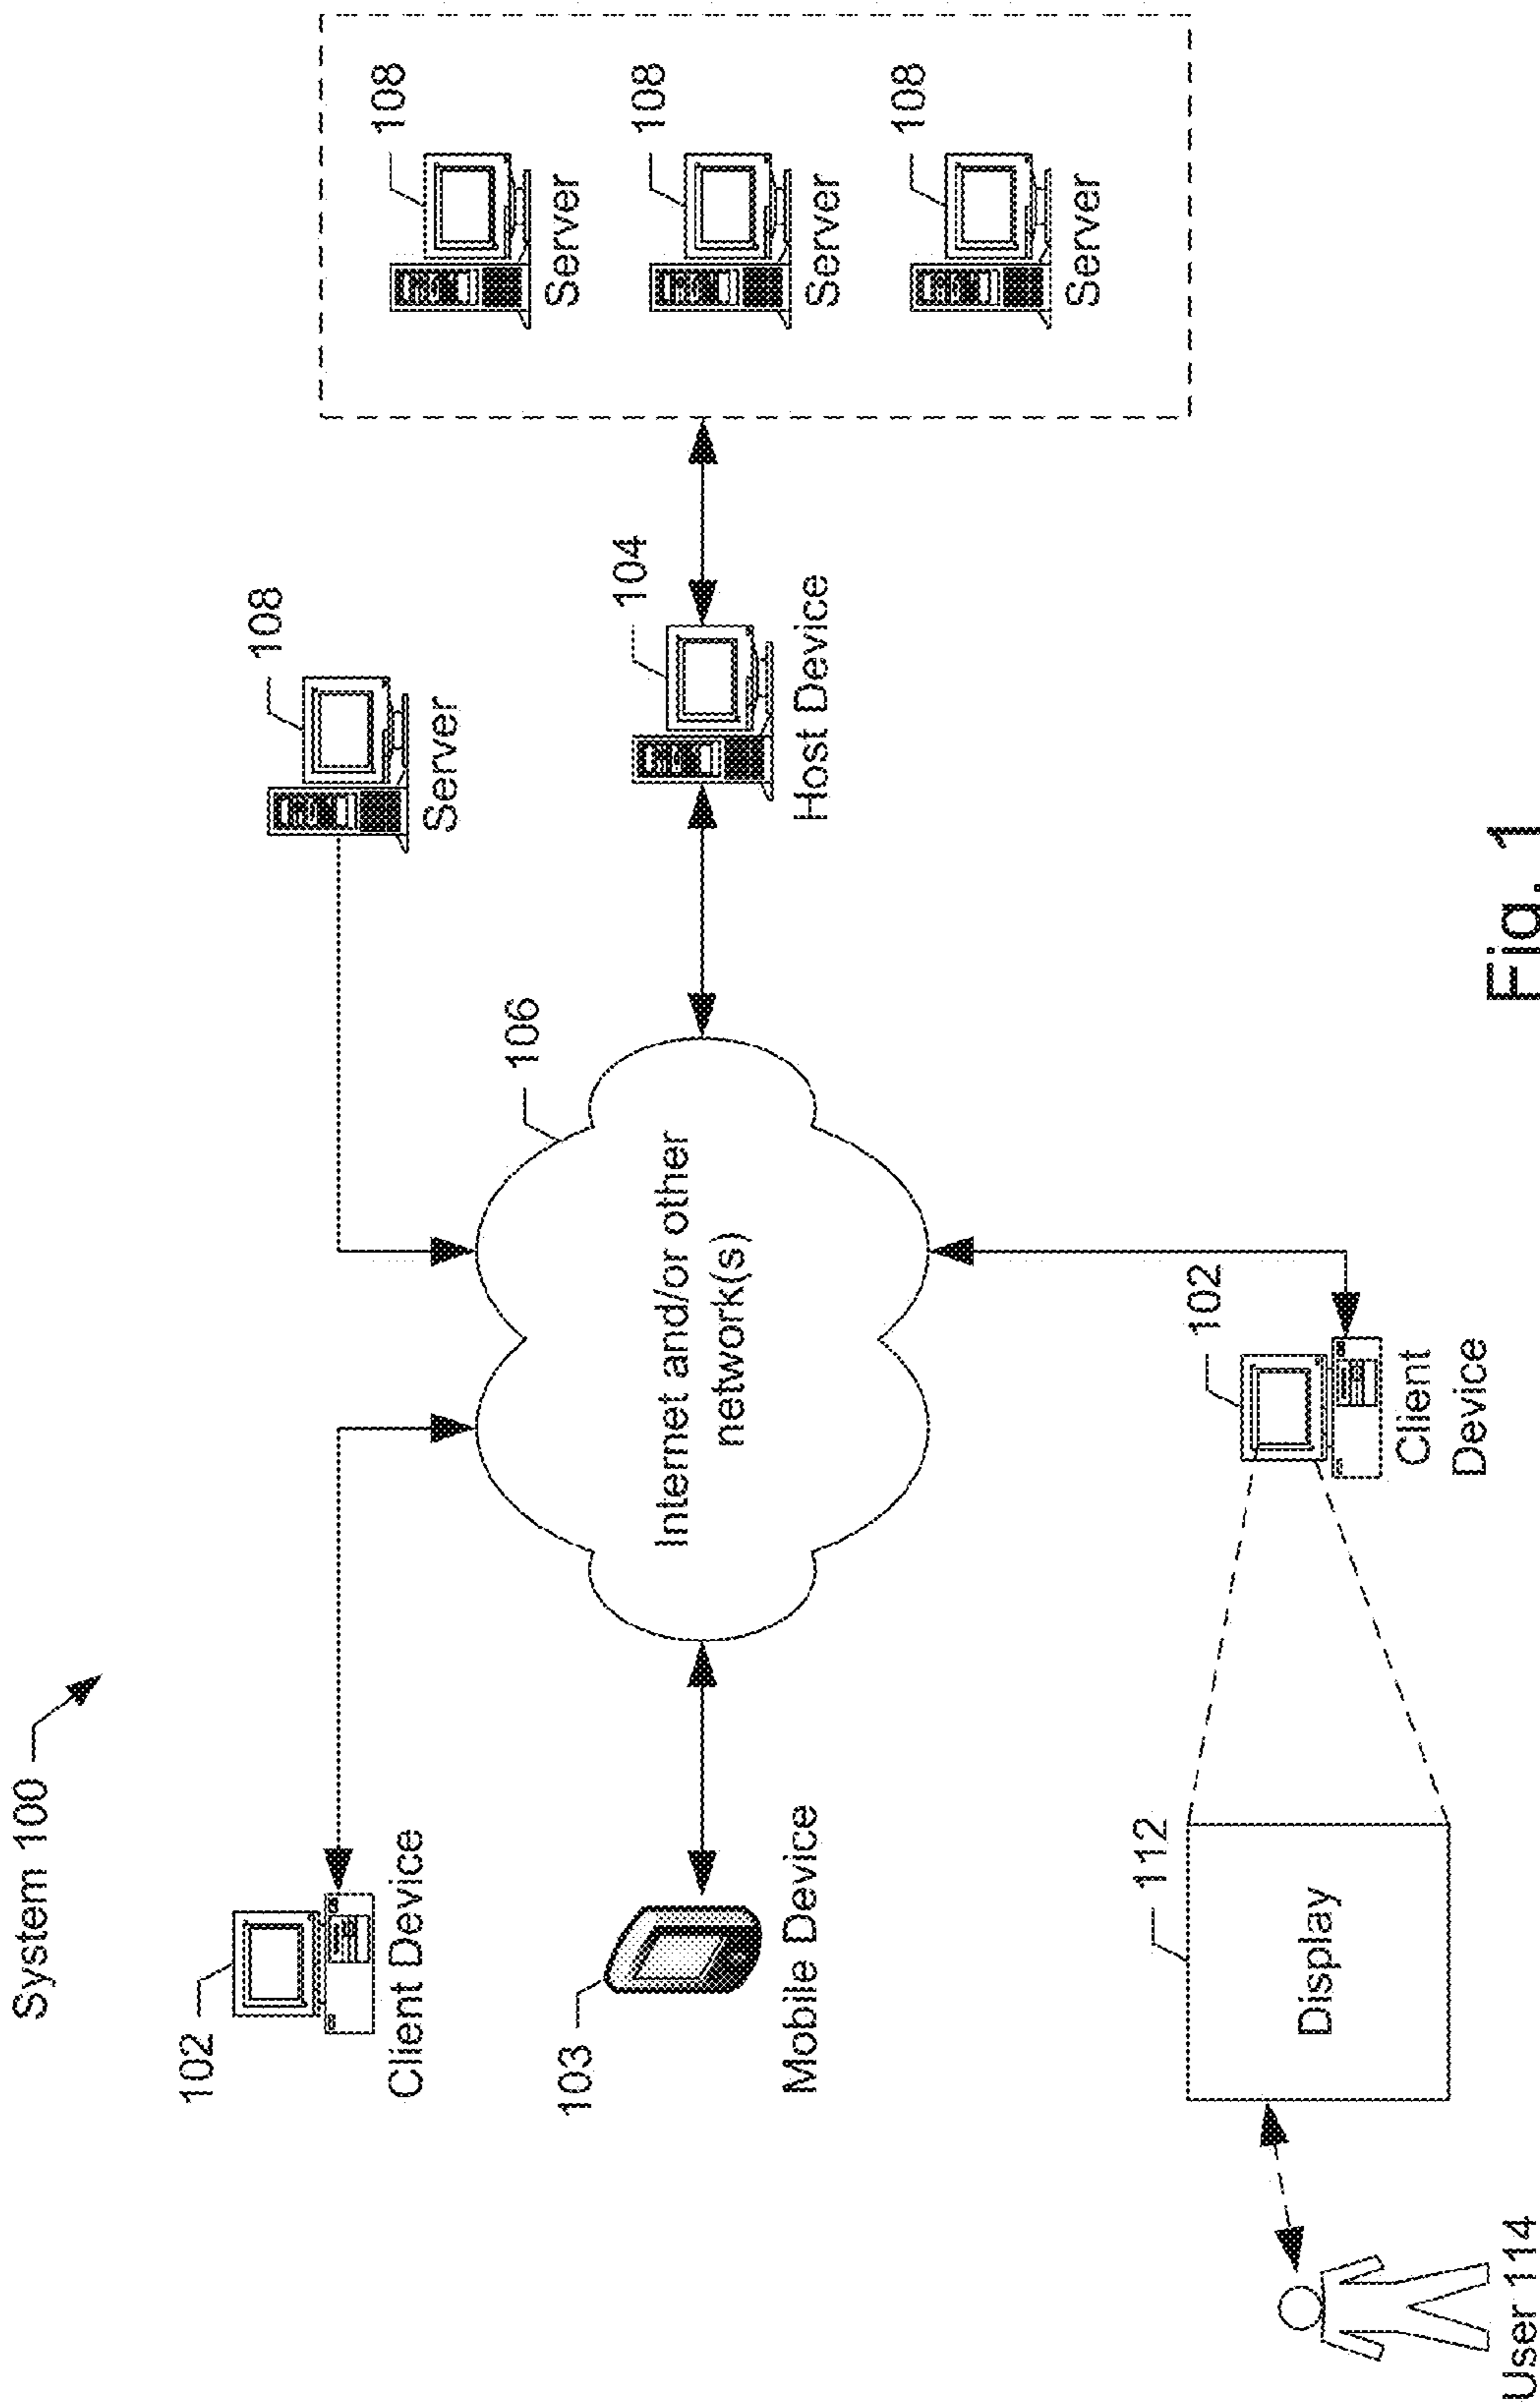 System 100
102
Client Device
108
Server
108
Server
103
Mobile Device
106
Internet and/or other
network(s)
104
Host Device
108
Server
108
Server
112
Display
102
Client
Device
User 114
Fig. 1